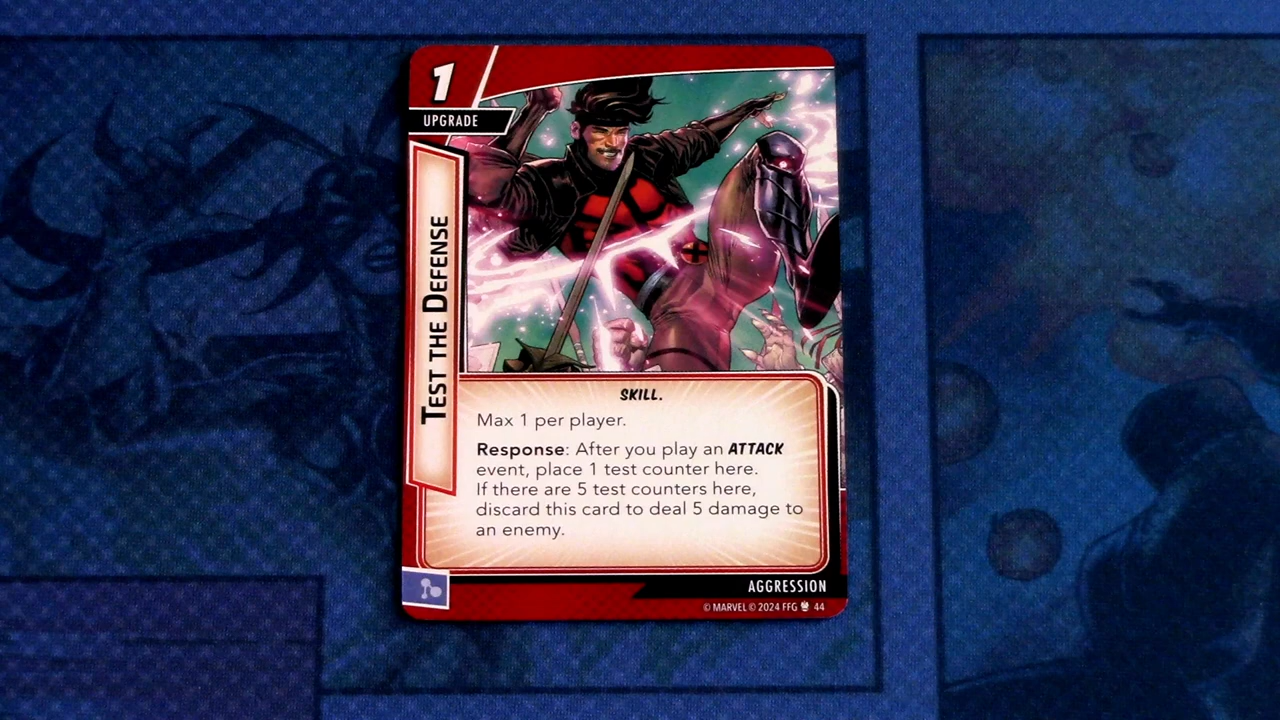 1
UPGRADE
TEST THE DEFENSE
SKILL.
Max 1 per player.
Response: After you play an ATTACK
event, place 1 test counter here.
If there are 5 test counters here,
discard this card to deal 5 damage to
an enemy.
AGGRESSION
© MARVEL © 2024 FFG 44